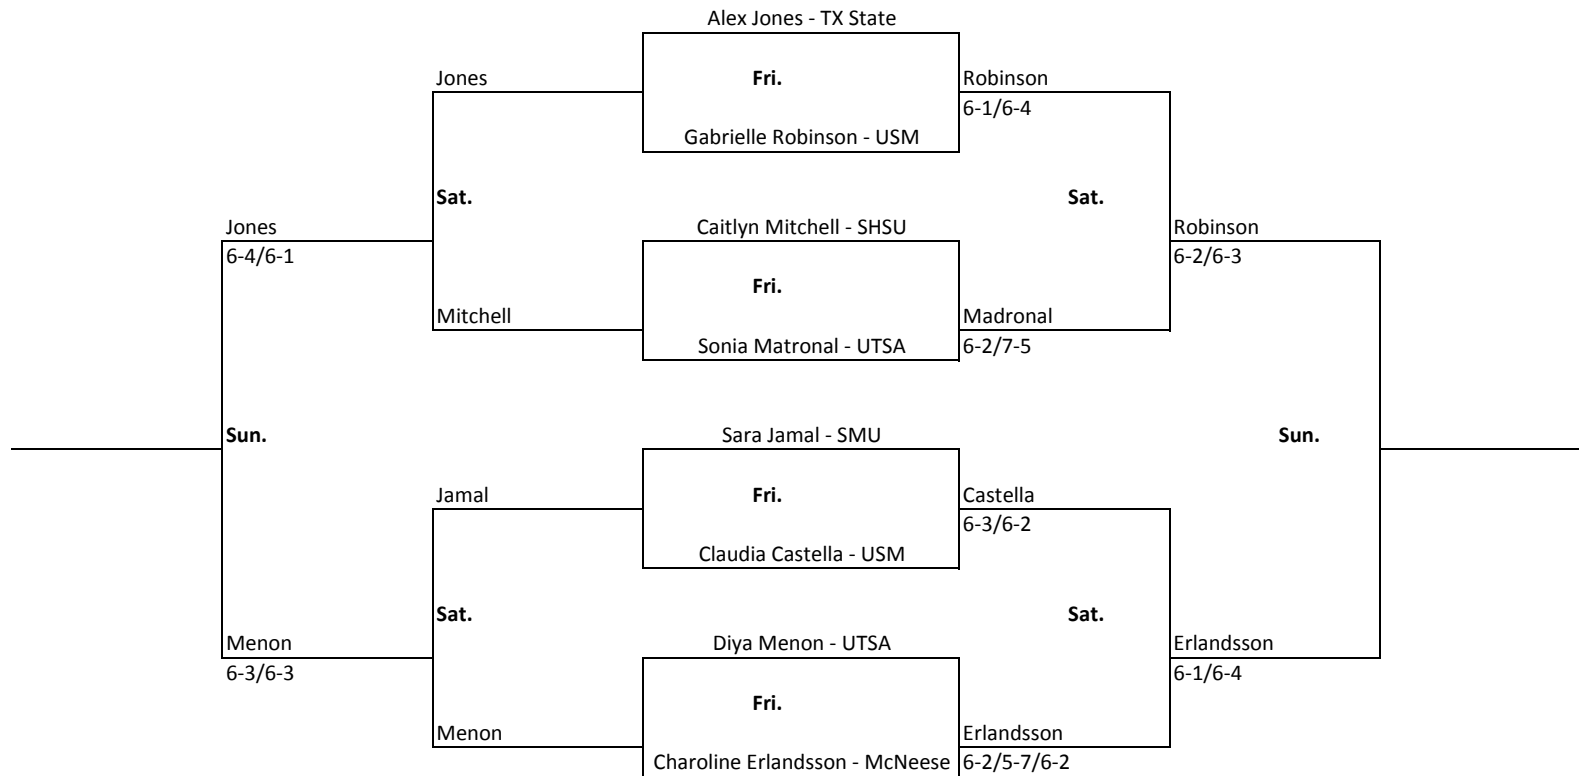 Alex Jones - TX State
Jones
Fri.
Robinson
6-1/6-4
Gabrielle Robinson - USM
Sat.
Sat.
Jones
Caitlyn Mitchell - SHSU
Robinson
6-4/6-1
6-2/6-3
Fri.
Mitchell
Madronal
Sonia Matronal - UTSA
6-2/7-5
Sun.
Sara Jamal - SMU
Sun.
Jamal
Fri.
Castella
6-3/6-2
Claudia Castella - USM
Sat.
Sat.
Menon
Diya Menon - UTSA
Erlandsson
6-3/6-3
6-1/6-4
Fri.
Menon
Erlandsson
Charoline Erlandsson - McNeese
6-2/5-7/6-2